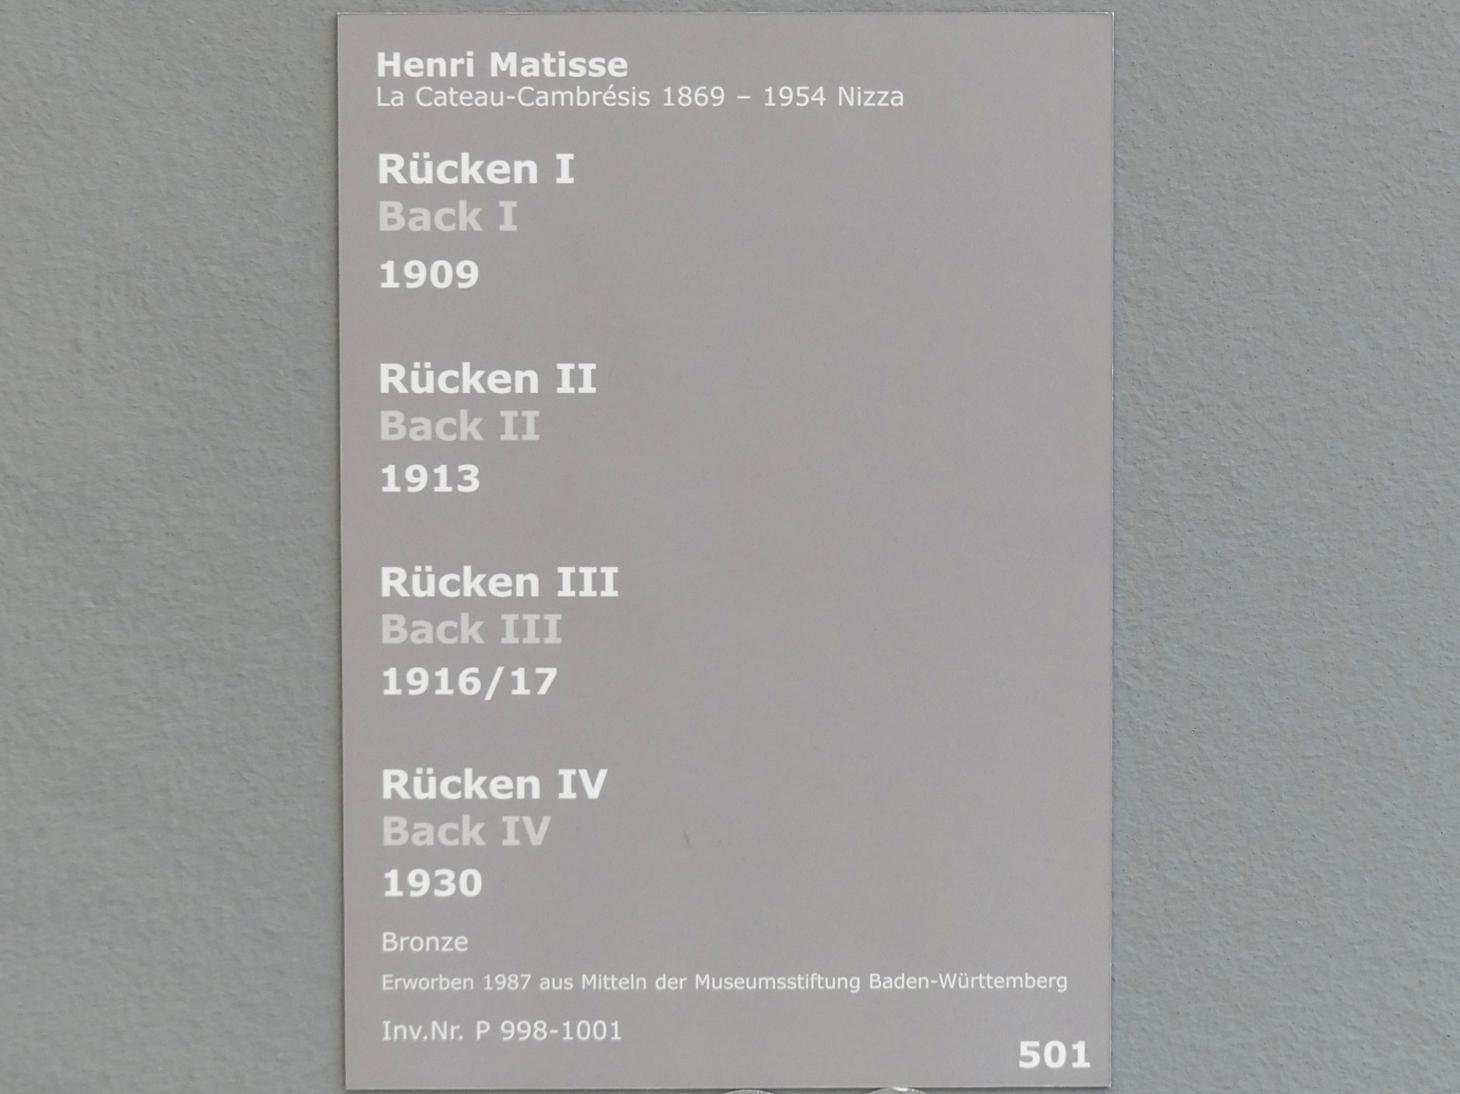 Henri Matisse
La Cateau-Cambrésis 1869 – 1954 Nizza
Rücken I
Back I
1909
Rücken II
Back II
1913
Rücken III
Back III
1916/17
Rücken IV
Back IV
1930
Bronze
Erworben 1987 aus Mitteln der Museumsstiftung Baden-Württemberg
Inv.Nr. P 998-1001
501